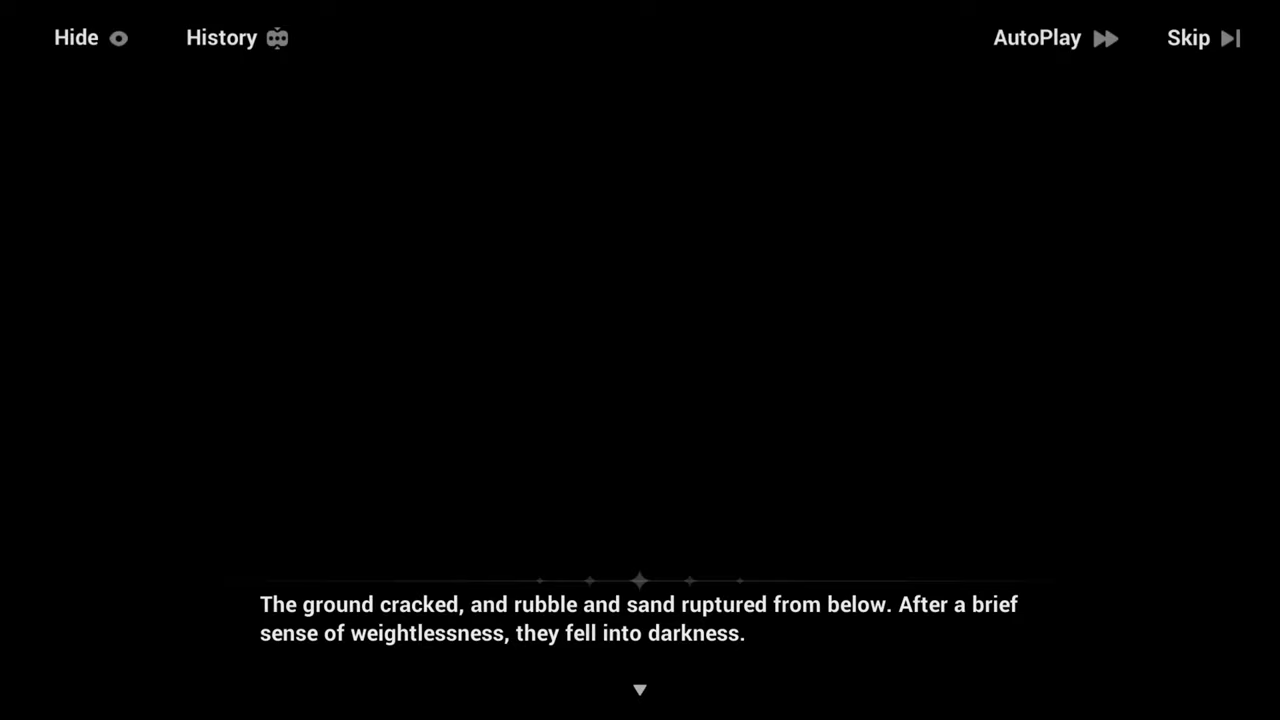 Hide
History
AutoPlay
Skip
The ground cracked, and rubble and sand ruptured from below. After a brief
sense of weightlessness, they fell into darkness.